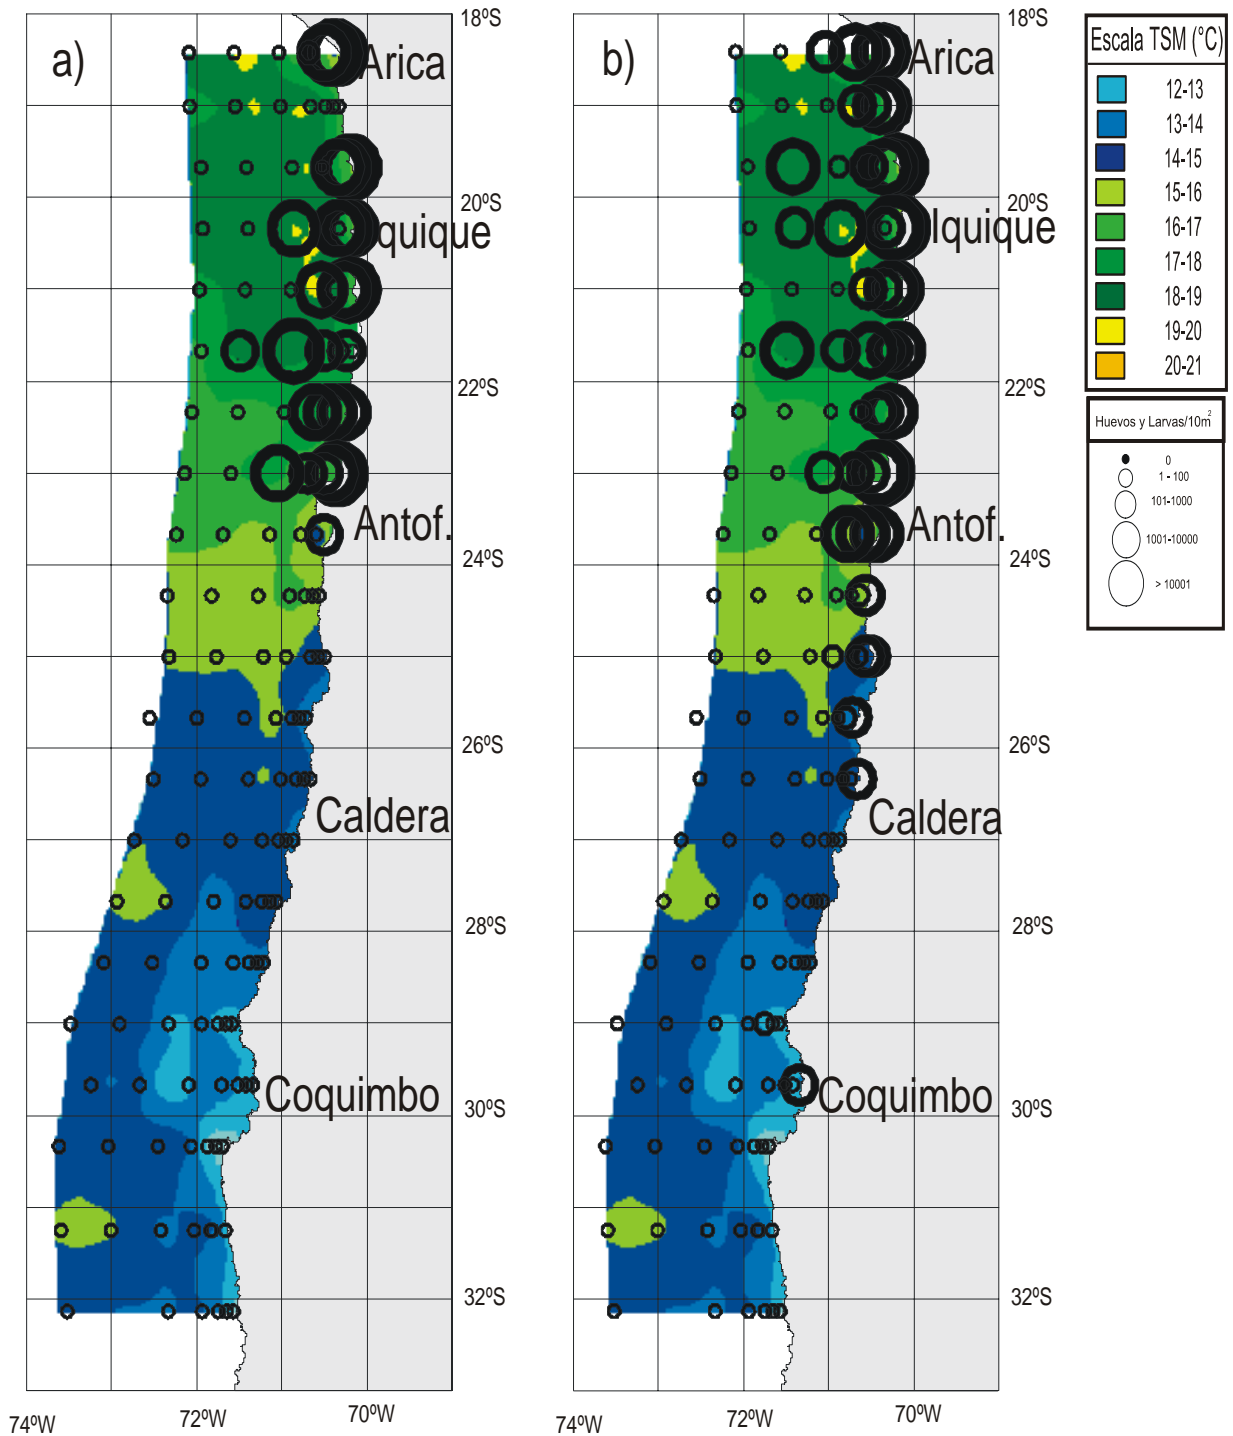 a)
Arica
quique
Antof.
Caldera
Coquimbo
18ºS
20ºS
22ºS
24ºS
26ºS
28ºS
30ºS
32ºS
74ºW
72ºW
70ºW
b)
Arica
Iquique
Antof.
Caldera
Coquimbo
18ºS
20ºS
22ºS
24ºS
26ºS
28ºS
30ºS
32ºS
74ºW
72ºW
70ºW
Escala TSM (°C)
12-13
13-14
14-15
15-16
16-17
17-18
18-19
19-20
20-21
Huevos y Larvas/10m²
0
1 - 100
101-1000
1001-10000
> 10001